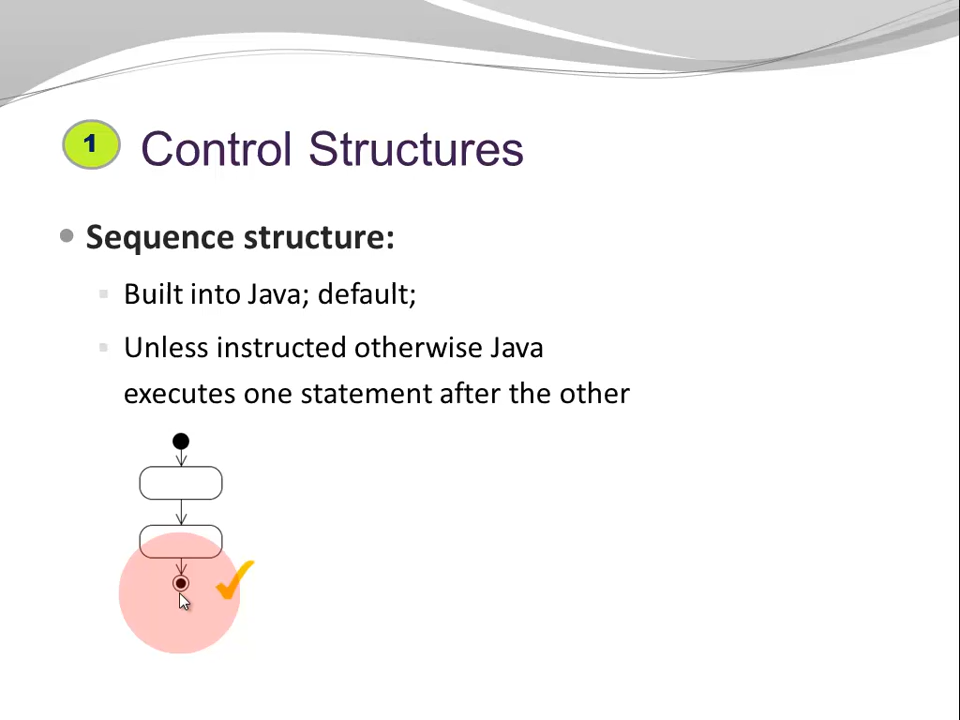 1 Control Structures
Sequence structure:
Built into Java; default;
Unless instructed otherwise Java
executes one statement after the other